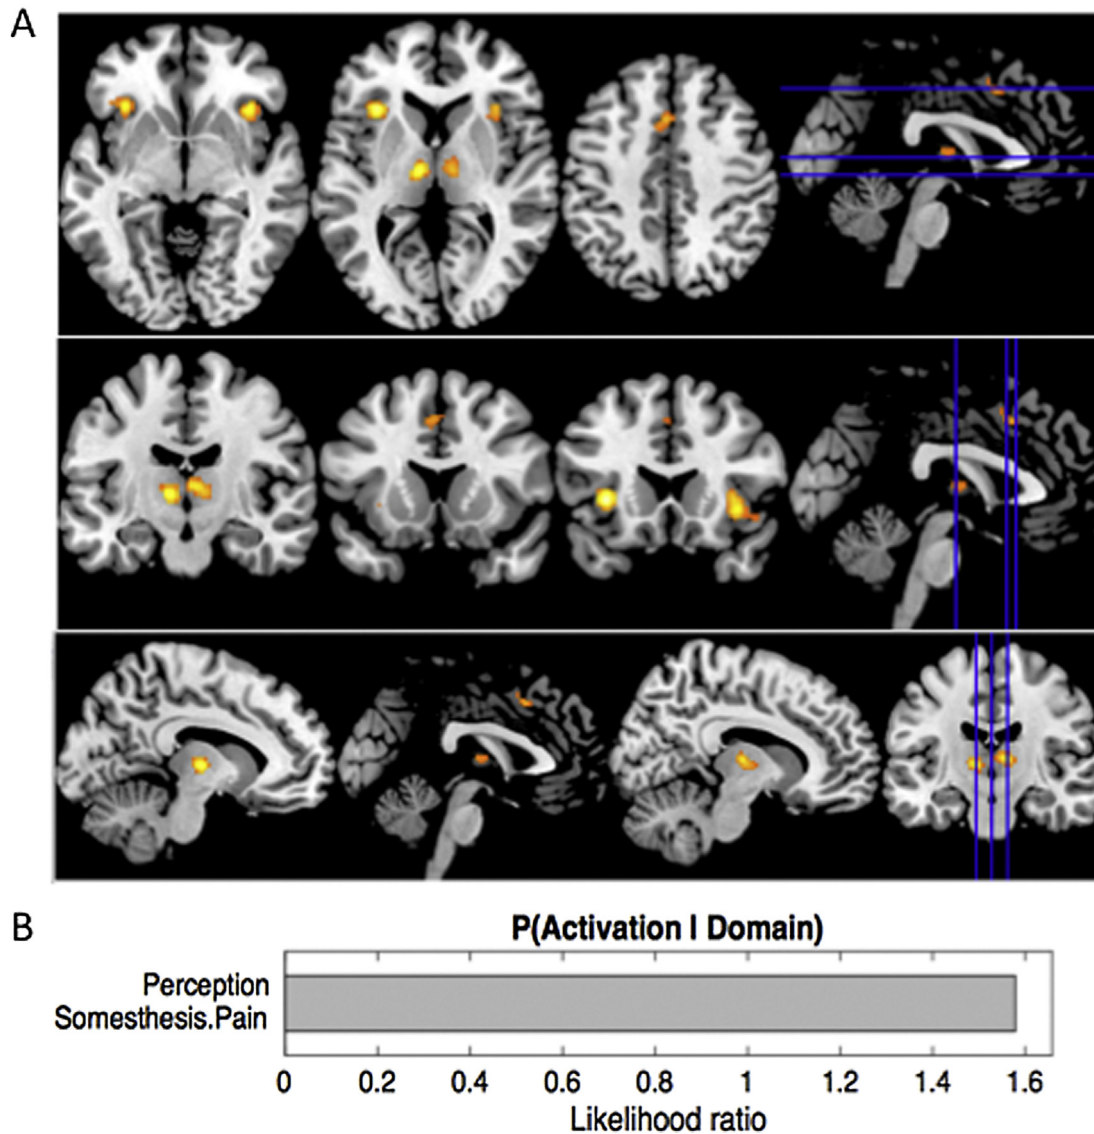 A
B
P(Activation I Domain)
Perception
Somesthesis.Pain
0 0.2 0.4 0.6 0.8 1 1.2 1.4 1.6
Likelihood ratio